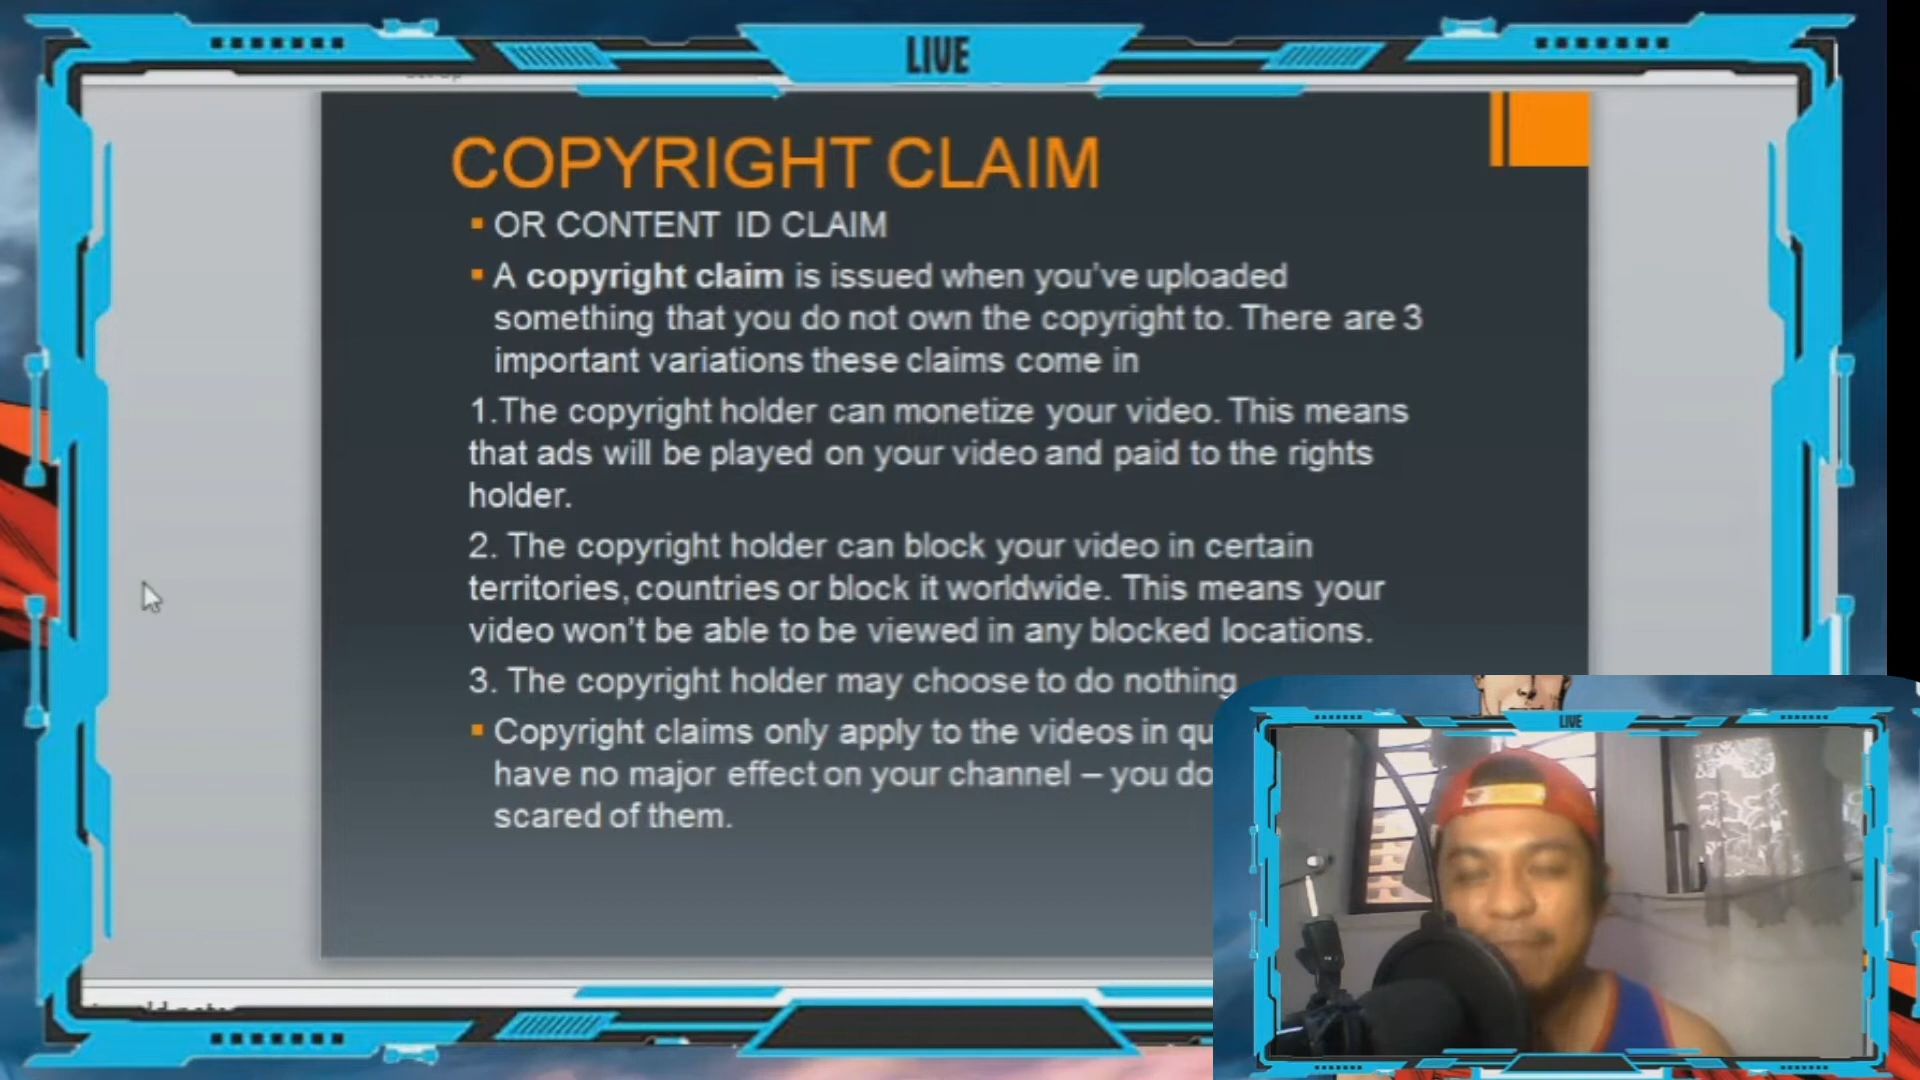 LIVE
COPYRIGHT CLAIM
OR CONTENT ID CLAIM
A copyright claim is issued when you've uploaded
something that you do not own the copyright to. There are 3
important variations these claims come in
1.The copyright holder can monetize your video. This means
that ads will be played on your video and paid to the rights
holder.
2. The copyright holder can block your video in certain
territories, countries or block it worldwide. This means your
video won't be able to be viewed in any blocked locations.
3. The copyright holder may choose to do nothing
Copyright claims only apply to the videos in
have no major effect on your channel – you
scared of them.
LIVE